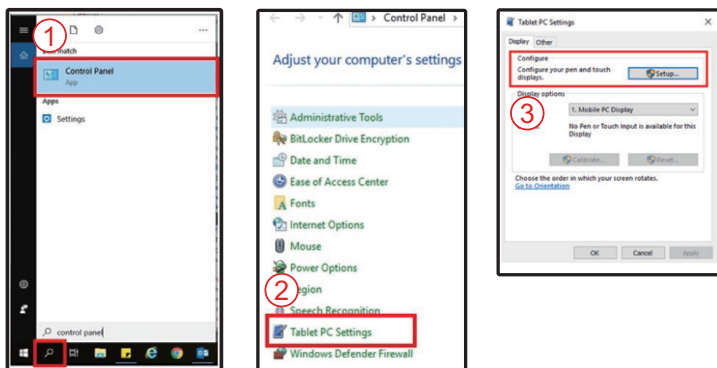 1
Best match
Control Panel
App
Apps
Settings
control panel
Control Panel
Adjust your computer's settings
Administrative Tools
BitLocker Drive Encryption
Date and Time
Ease of Access Center
Fonts
Internet Options
Mouse
Power Options
Region
2
Speech Recognition
Tablet PC Settings
Windows Defender Firewall
Tablet PC Settings
Display Other
Configure
Configure your pen and touch
displays.
Setup...
Display options
3
1. Mobile PC Display
No Pen or Touch Input is available for this
Display
Calibrate... Reset...
Choose the order in which your screen rotates.
Go to Orientation
OK Cancel Apply